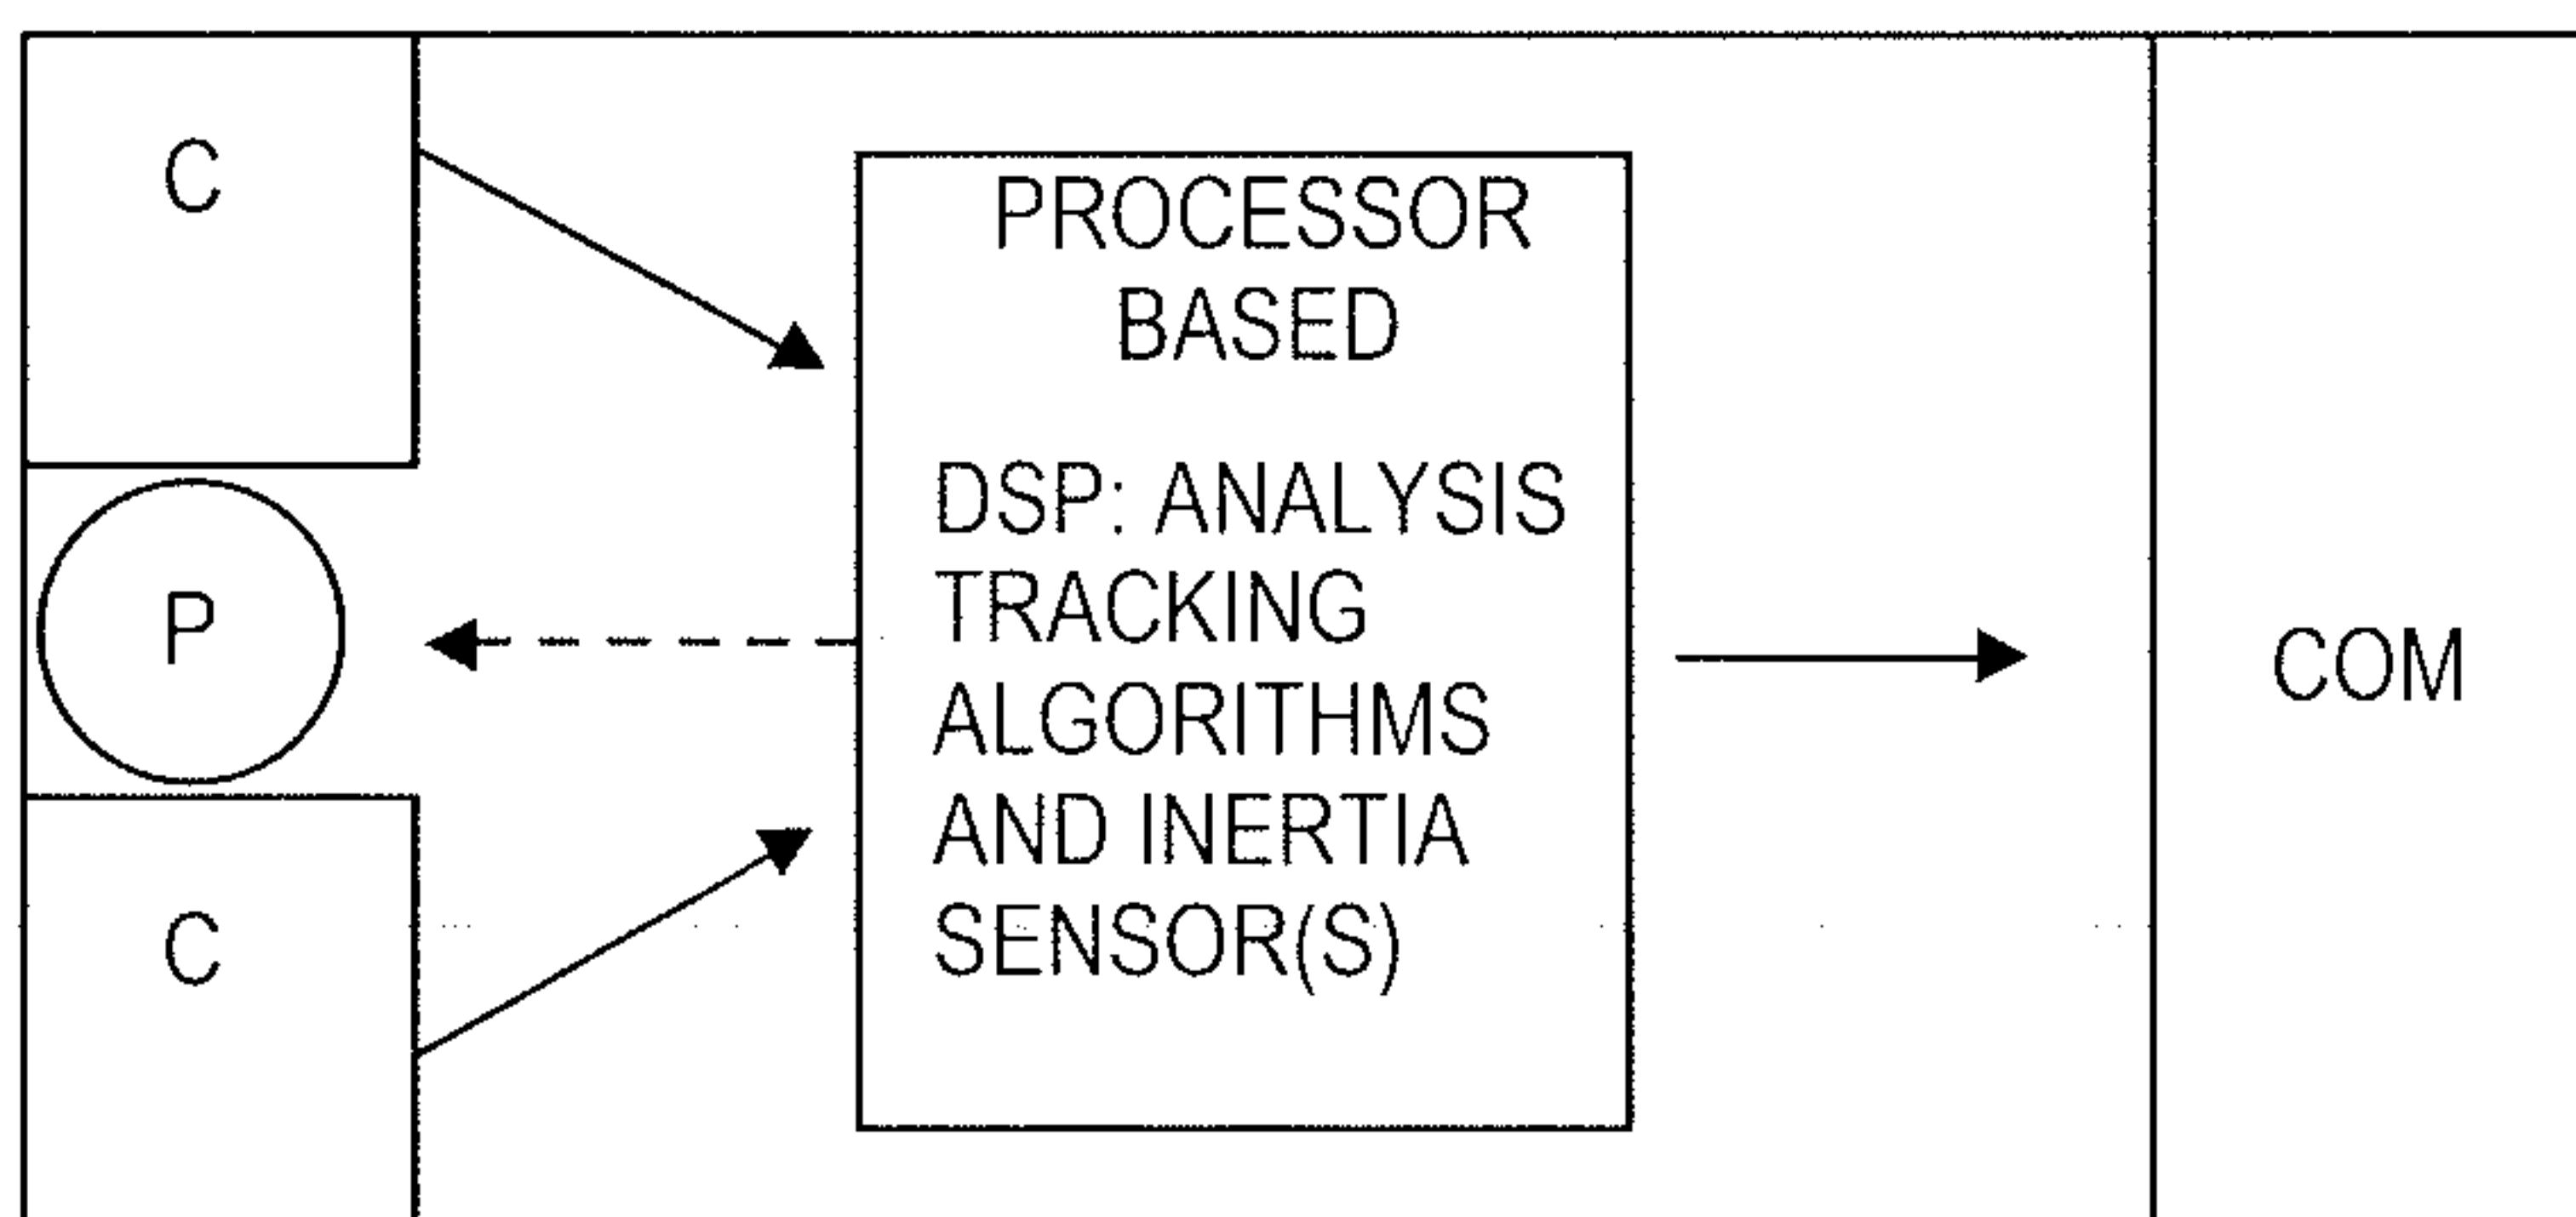 C
PROCESSOR
BASED
DSP: ANALYSIS
TRACKING
ALGORITHMS
AND INERTIA
SENSOR(S)
P
COM
C